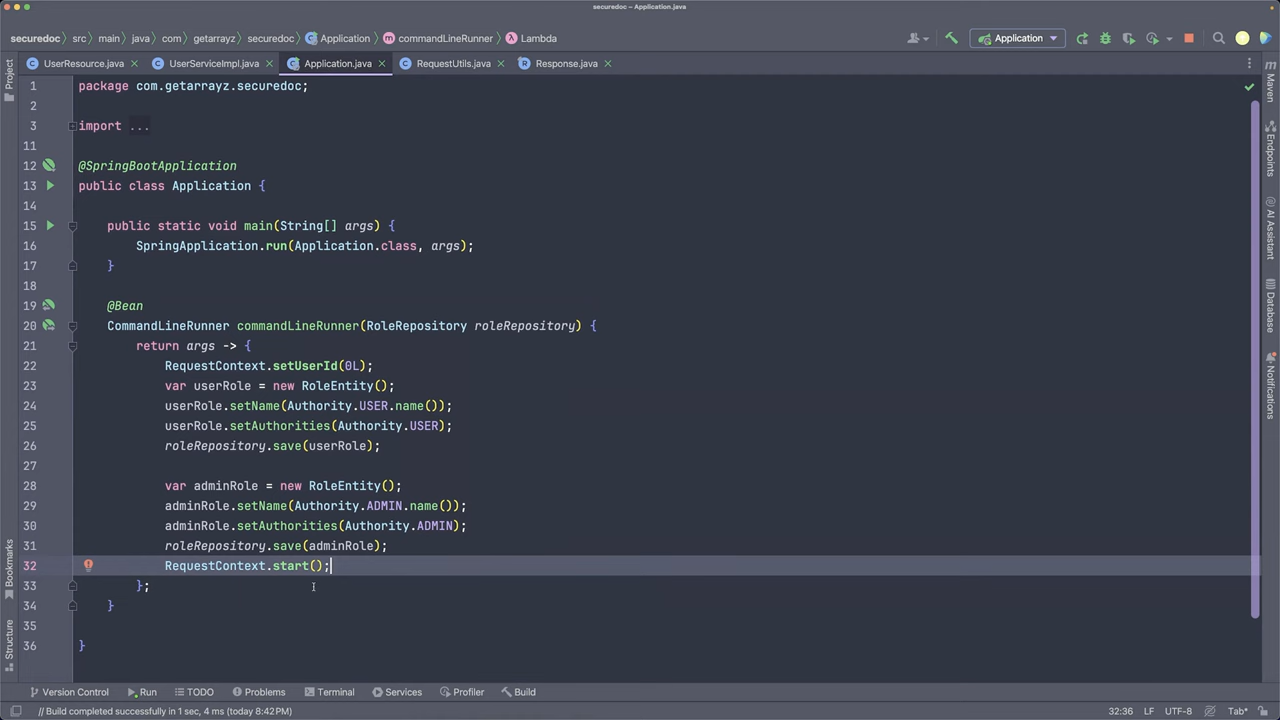 securedoc – Application.java
securedoc src main java com getarrayz securedoc Application commandLineRunner Lambda Application
UserResource.java UserServiceImpl.java Application.java RequestUtils.java Response.java
Project
Bookmarks
Structure
1 package com.getarrayz.securedoc;
2
3 import ...
11
12 @SpringBootApplication
13 public class Application {
14
15 public static void main(String[] args) {
16 SpringApplication.run(Application.class, args);
17 }
18
19 @Bean
20 CommandLineRunner commandLineRunner(RoleRepository roleRepository) {
21 return args -> {
22 RequestContext.setUserId(0L);
23 var userRole = new RoleEntity();
24 userRole.setName(Authority.USER.name());
25 userRole.setAuthorities(Authority.USER);
26 roleRepository.save(userRole);
27
28 var adminRole = new RoleEntity();
29 adminRole.setName(Authority.ADMIN.name());
30 adminRole.setAuthorities(Authority.ADMIN);
31 roleRepository.save(adminRole);
32 RequestContext.start();
33 };
34 }
35
36 }
Maven
Endpoints
AI Assistant
Database
Notifications
Version Control Run TODO Problems Terminal Services Profiler Build
// Build completed successfully in 1 sec, 4 ms (today 8:42PM) 32:36 LF UTF-8 Tab*